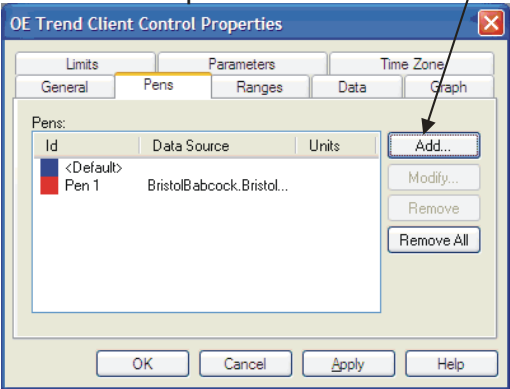 OE Trend Client Control Properties
Limits Parameters Time Zone
General Pens Ranges Data Graph
Pens:
Id Data Source Units
<Default>
Pen 1 BristolBabcock.Bristol...
Add...
Modify...
Remove
Remove All
OK Cancel Apply Help